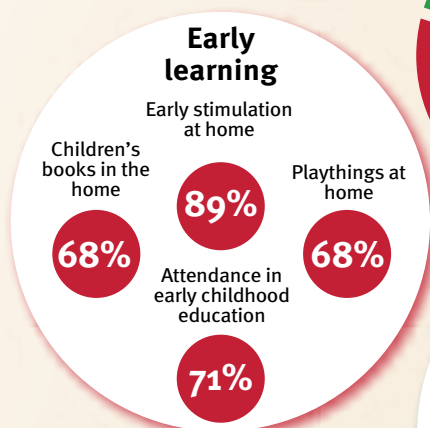 Early
learning
Early stimulation
at home
89%
Children's
books in the
home
68%
Playthings at
home
68%
Attendance in
early childhood
education
71%